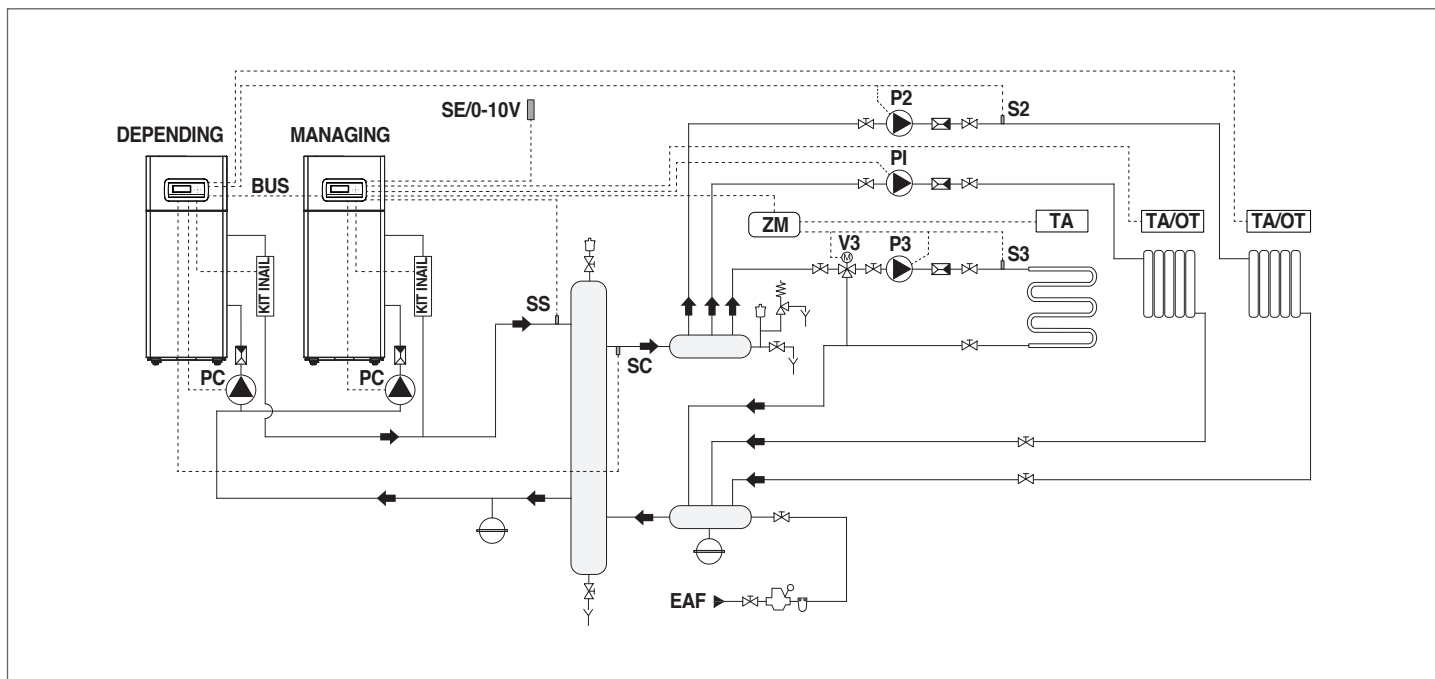 SE/0-10V
P2
S2
DEPENDING
MANAGING
BUS
P1
ZM
TA
TA/OT
TA/OT
V3
M
P3
S3
KIT INAIL
KIT INAIL
SS
SC
PC
PC
EAF